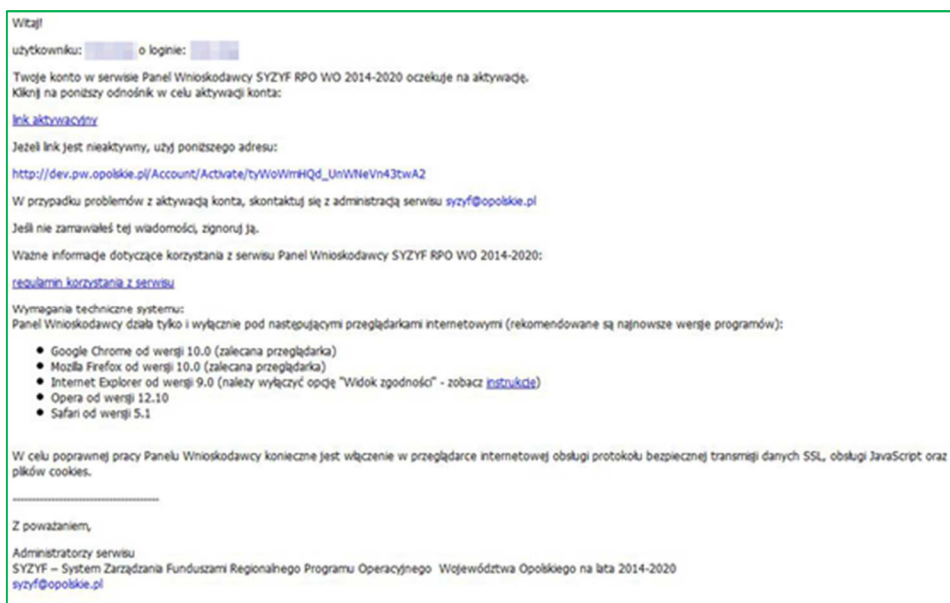 Witaj!
użytkowniku: o loginie:
Twoje konto w serwisie Panel Wnioskodawcy SYZYF RPO WO 2014-2020 oczekuje na aktywację.
Kliknij na poniższy odnośnik w celu aktywacji konta:
link aktywacyjny
Jeżeli link jest nieaktywny, użyj poniższego adresu:
http://dev.pw.opolskie.pl/Account/Activate/tyWoWmHQd_UnWNeVn43twA2
W przypadku problemów z aktywacją konta, skontaktuj się z administracją serwisu syzyf@opolskie.pl
Jeśli nie zamawiałeś tej wiadomości, zignoruj ją.
Ważne informacje dotyczące korzystania z serwisu Panel Wnioskodawcy SYZYF RPO WO 2014-2020:
regulamin korzystania z serwisu
Wymagania techniczne systemu:
Panel Wnioskodawcy działa tylko i wyłącznie pod następującymi przeglądarkami internetowymi (rekomendowane są najnowsze wersje programów):
● Google Chrome od wersji 10.0 (zalecana przeglądarka)
● Mozilla Firefox od wersji 10.0 (zalecana przeglądarka)
● Internet Explorer od wersji 9.0 (należy wyłączyć opcję "Widok zgodności" - zobacz instrukcję)
● Opera od wersji 12.10
● Safari od wersji 5.1
W celu poprawnej pracy Panelu Wnioskodawcy konieczne jest włączenie w przeglądarce internetowej obsługi protokołu bezpiecznej transmisji danych SSL, obsługi JavaScript oraz
plików cookies.
------------------------------------
Z poważaniem,
Administratorzy serwisu
SYZYF – System Zarządzania Funduszami Regionalnego Programu Operacyjnego Województwa Opolskiego na lata 2014-2020
syzyf@opolskie.pl